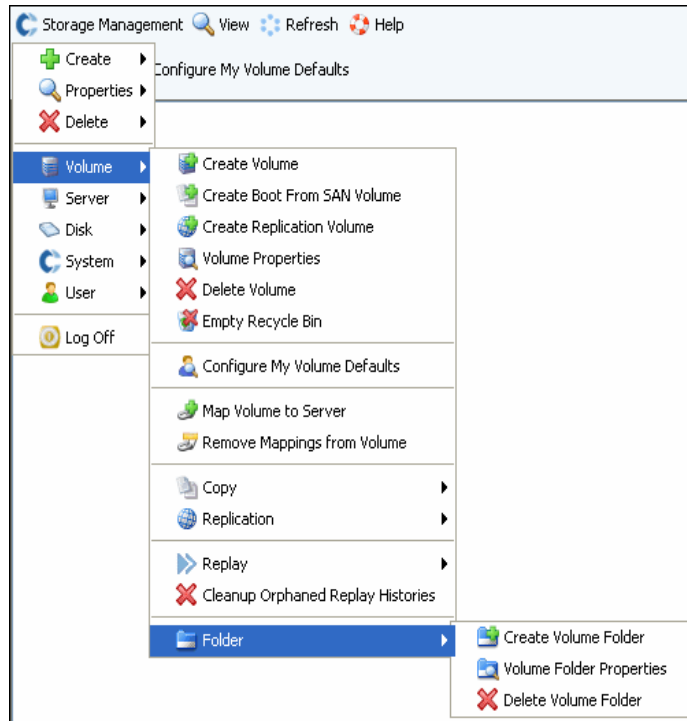 Storage Management View Refresh Help
Create
Configure My Volume Defaults
Properties
Delete
Volume
Server
Disk
System
User
Log Off
Create Volume
Create Boot From SAN Volume
Create Replication Volume
Volume Properties
Delete Volume
Empty Recycle Bin
Configure My Volume Defaults
Map Volume to Server
Remove Mappings from Volume
Copy
Replication
Replay
Cleanup Orphaned Replay Histories
Folder
Create Volume Folder
Volume Folder Properties
Delete Volume Folder